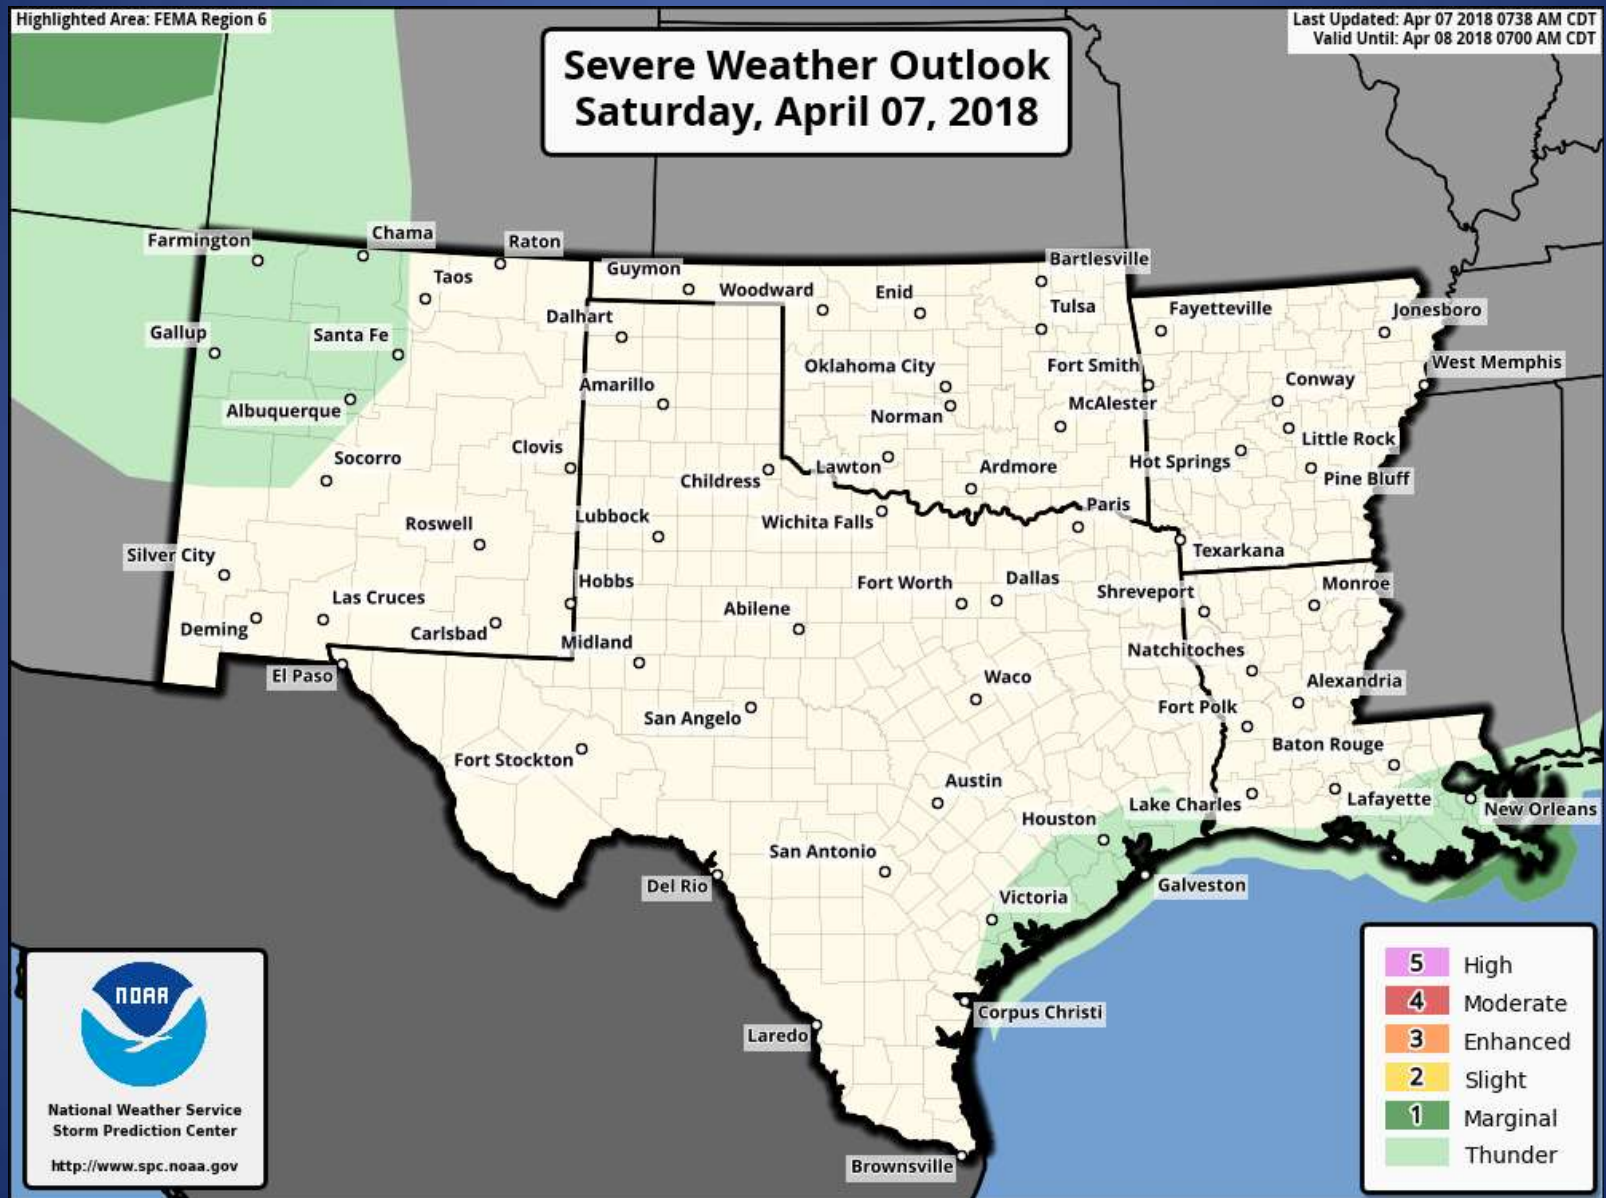 Highlighted Area: FEMA Region 6
Last Updated: Apr 07 2018 0738 AM CDT
Valid Until: Apr 08 2018 0700 AM CDT
Severe Weather Outlook
Saturday, April 07, 2018
Farmington
Chama
Raton
Taos
Guymon
Woodward
Enid
Bartlesville
Tulsa
Fayetteville
Jonesboro
Gallup
Santa Fe
Dalhart
Oklahoma City
Fort Smith
West Memphis
Conway
Albuquerque
Amarillo
Norman
McAlester
Little Rock
Socorro
Clovis
Childress
Lawton
Ardmore
Hot Springs
Pine Bluff
Roswell
Lubbock
Wichita Falls
Paris
Texarkana
Silver City
Hobbs
Fort Worth
Dallas
Shreveport
Monroe
Las Cruces
Deming
Carlsbad
Abilene
Midland
Natchitoches
El Paso
Waco
Alexandria
San Angelo
Fort Polk
Fort Stockton
Baton Rouge
Austin
Lake Charles
Lafayette
New Orleans
Houston
San Antonio
Del Rio
Victoria
Galveston
Corpus Christi
Laredo
Brownsville
NOAA
National Weather Service
Storm Prediction Center
http://www.spc.noaa.gov
5 High
4 Moderate
3 Enhanced
2 Slight
1 Marginal
Thunder